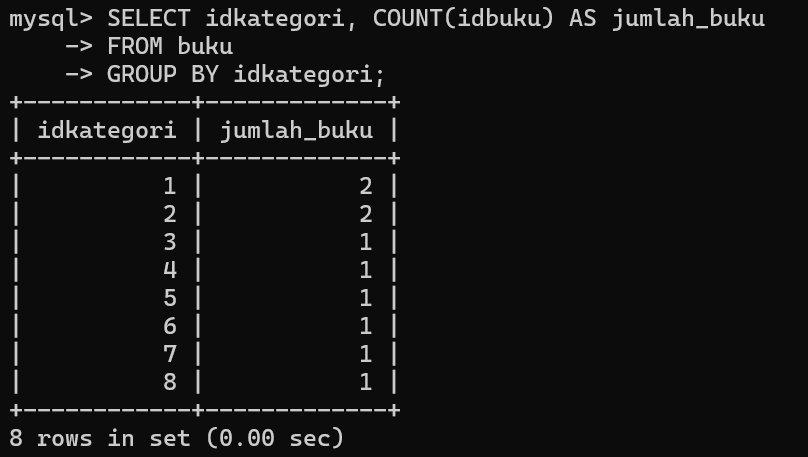 mysql> SELECT idkategori, COUNT(idbuku) AS jumlah_buku
    -> FROM buku
    -> GROUP BY idkategori;
+------------+-------------+
| idkategori | jumlah_buku |
+------------+-------------+
|          1 |           2 |
|          2 |           2 |
|          3 |           1 |
|          4 |           1 |
|          5 |           1 |
|          6 |           1 |
|          7 |           1 |
|          8 |           1 |
+------------+-------------+
8 rows in set (0.00 sec)